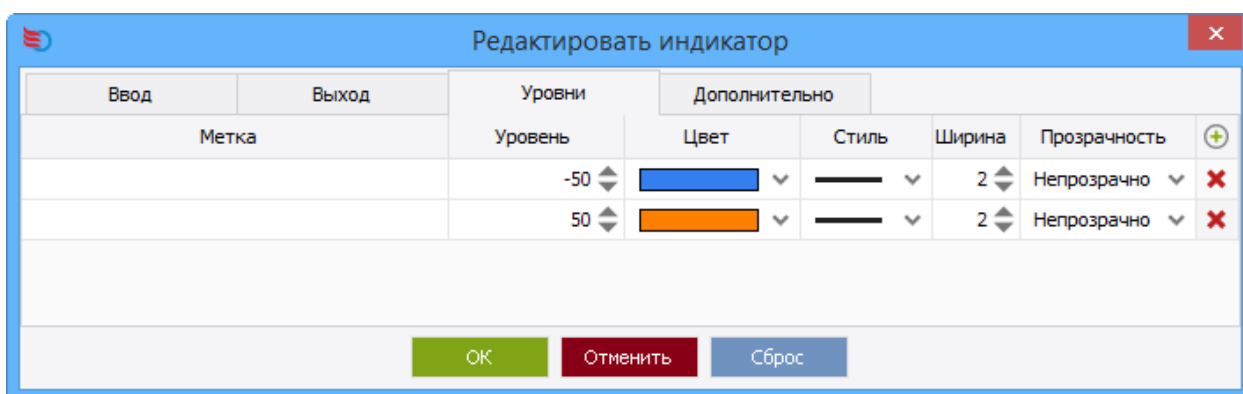 Редактировать индикатор
Ввод Выход Уровни Дополнительно
Метка Уровень Цвет Стиль Ширина Прозрачность
-50 2 Непрозрачно
50 2 Непрозрачно
OK Отменить Сброс